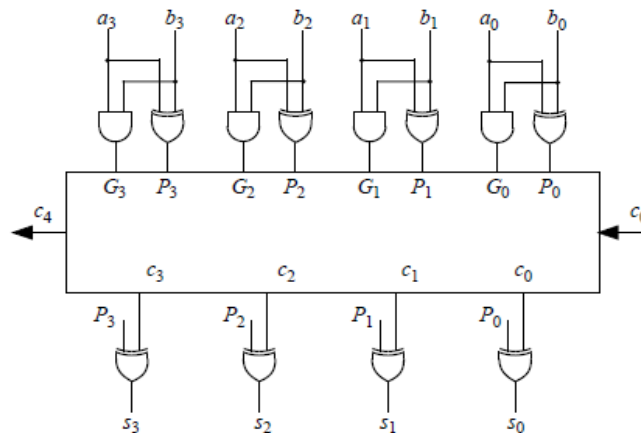 a3 b3 a2 b2 a1 b1 a0 b0
G3 P3 G2 P2 G1 P1 G0 P0
c4
c3 c2 c1 c0
P3 P2 P1 P0
s3 s2 s1 s0